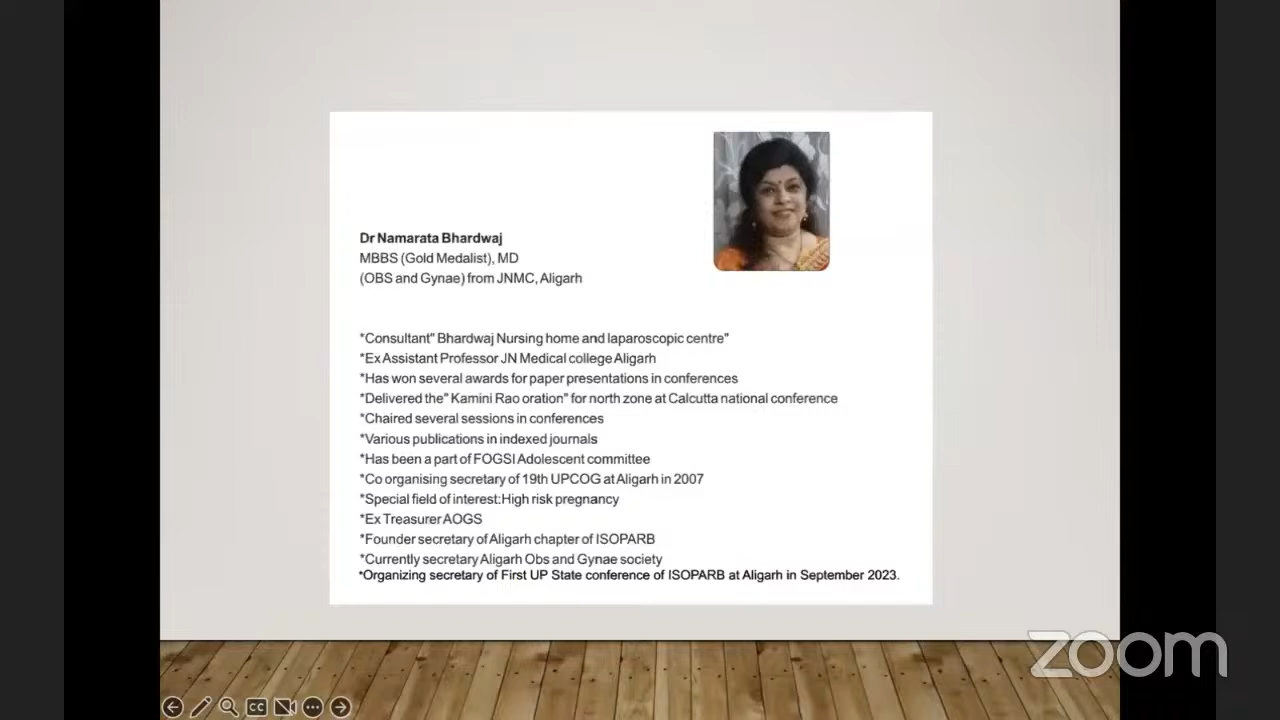 Dr Namarata Bhardwaj
MBBS (Gold Medalist), MD
(OBS and Gynae) from JNMC, Aligarh
*Consultant" Bhardwaj Nursing home and laparoscopic centre"
*Ex Assistant Professor JN Medical college Aligarh
*Has won several awards for paper presentations in conferences
*Delivered the" Kamini Rao oration" for north zone at Calcutta national conference
*Chaired several sessions in conferences
*Various publications in indexed journals
*Has been a part of FOGSI Adolescent committee
*Co organising secretary of 19th UPCOG at Aligarh in 2007
*Special field of interest:High risk pregnancy
*Ex Treasurer AOGS
*Founder secretary of Aligarh chapter of ISOPARB
*Currently secretary Aligarh Obs and Gynae society
*Organizing secretary of First UP State conference of ISOPARB at Aligarh in September 2023.
zoom
CC